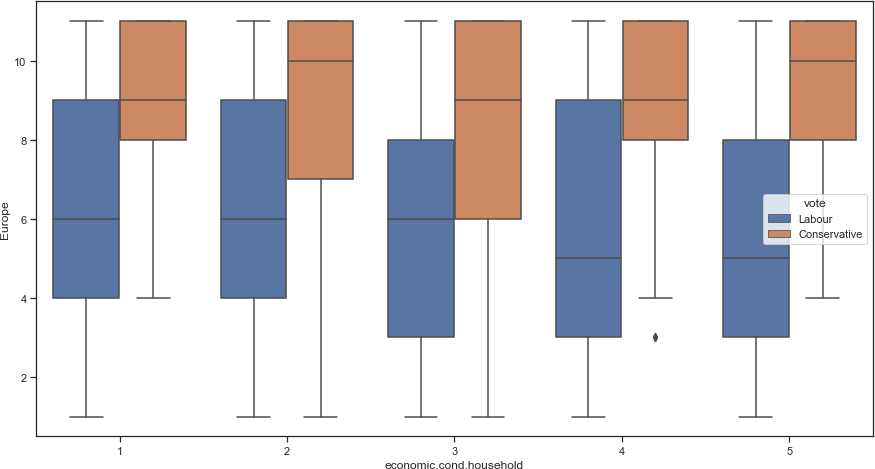 10
8
6
4
2
Europe
vote
Labour
Conservative
1 2 3 4 5
economic.cond.household